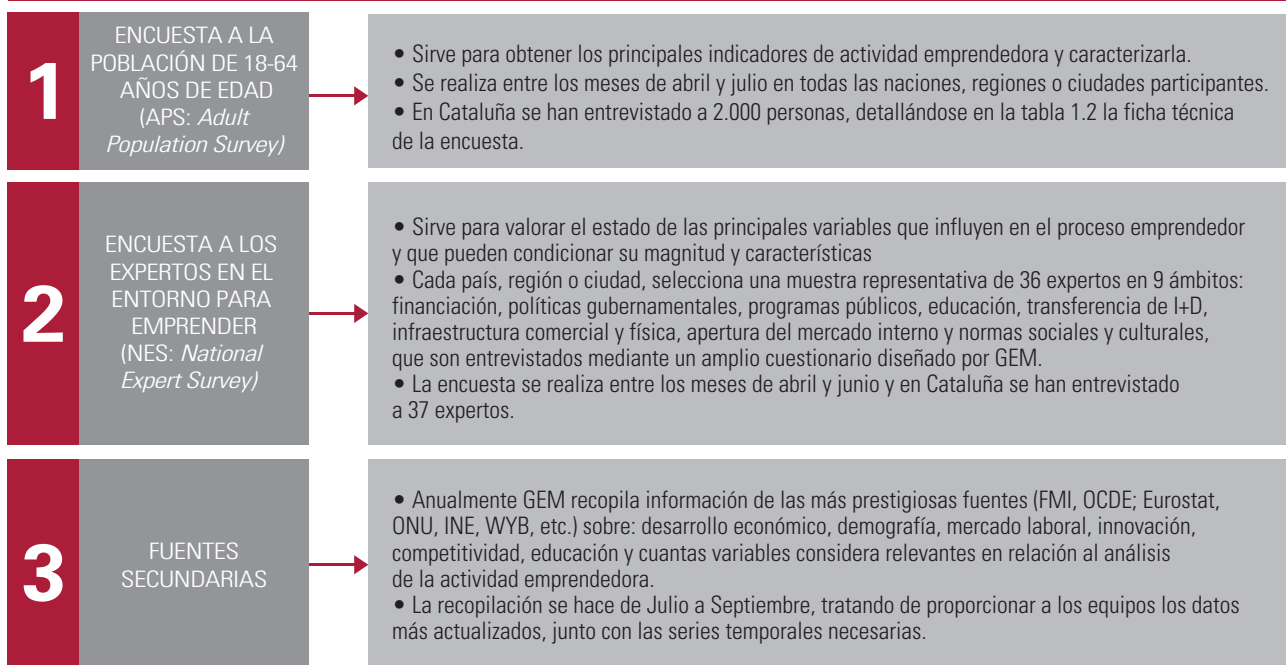 1
ENCUESTA A LA
POBLACIÓN DE 18-64
AÑOS DE EDAD
(APS: Adult
Population Survey)
• Sirve para obtener los principales indicadores de actividad emprendedora y caracterizarla.
• Se realiza entre los meses de abril y julio en todas las naciones, regiones o ciudades participantes.
• En Cataluña se han entrevistado a 2.000 personas, detallándose en la tabla 1.2 la ficha técnica
de la encuesta.
2
ENCUESTA A LOS
EXPERTOS EN EL
ENTORNO PARA
EMPRENDER
(NES: National
Expert Survey)
• Sirve para valorar el estado de las principales variables que influyen en el proceso emprendedor
y que pueden condicionar su magnitud y características
• Cada país, región o ciudad, selecciona una muestra representativa de 36 expertos en 9 ámbitos:
financiación, políticas gubernamentales, programas públicos, educación, transferencia de I+D,
infraestructura comercial y física, apertura del mercado interno y normas sociales y culturales,
que son entrevistados mediante un amplio cuestionario diseñado por GEM.
• La encuesta se realiza entre los meses de abril y junio y en Cataluña se han entrevistado
a 37 expertos.
3
FUENTES
SECUNDARIAS
• Anualmente GEM recopila información de las más prestigiosas fuentes (FMI, OCDE; Eurostat,
ONU, INE, WYB, etc.) sobre: desarrollo económico, demografía, mercado laboral, innovación,
competitividad, educación y cuantas variables considera relevantes en relación al análisis
de la actividad emprendedora.
• La recopilación se hace de Julio a Septiembre, tratando de proporcionar a los equipos los datos
más actualizados, junto con las series temporales necesarias.